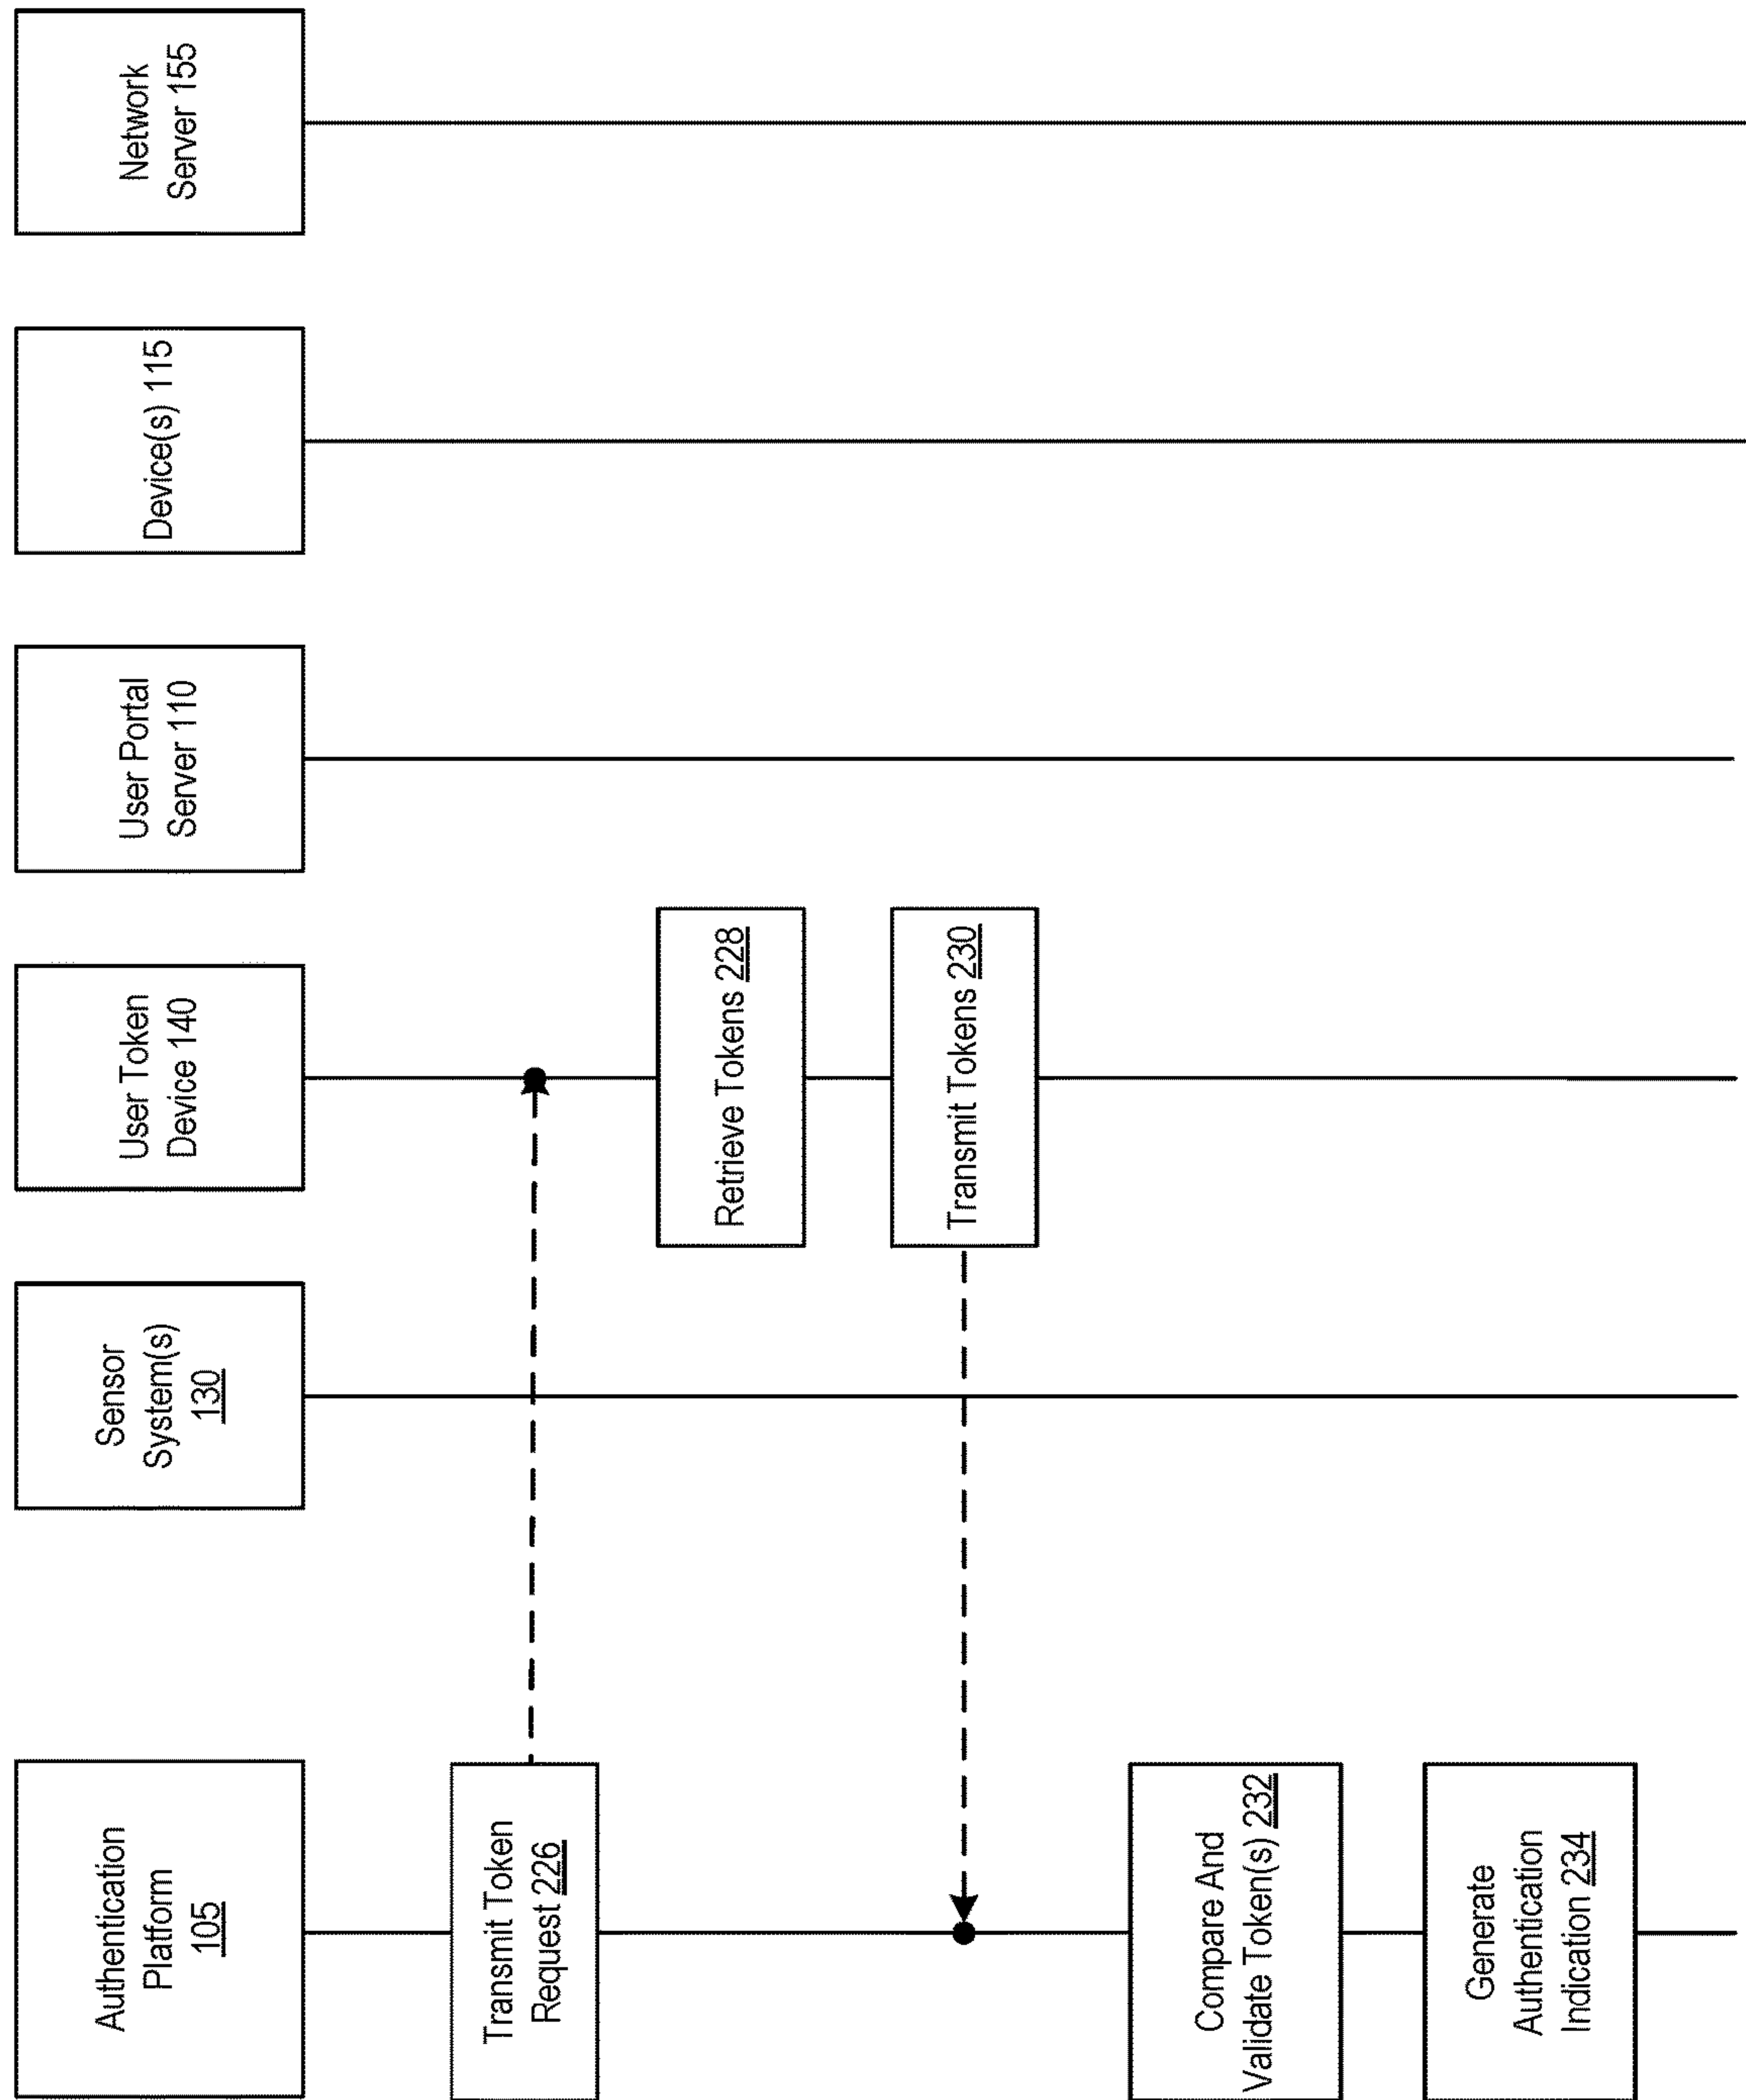 Authentication
Platform
105
Sensor
System(s)
130
User Token
Device 140
User Portal
Server 110
Device(s) 115
Network
Server 155
Transmit Token
Request 226
Retrieve Tokens 228
Transmit Tokens 230
Compare And
Validate Token(s) 232
Generate
Authentication
Indication 234